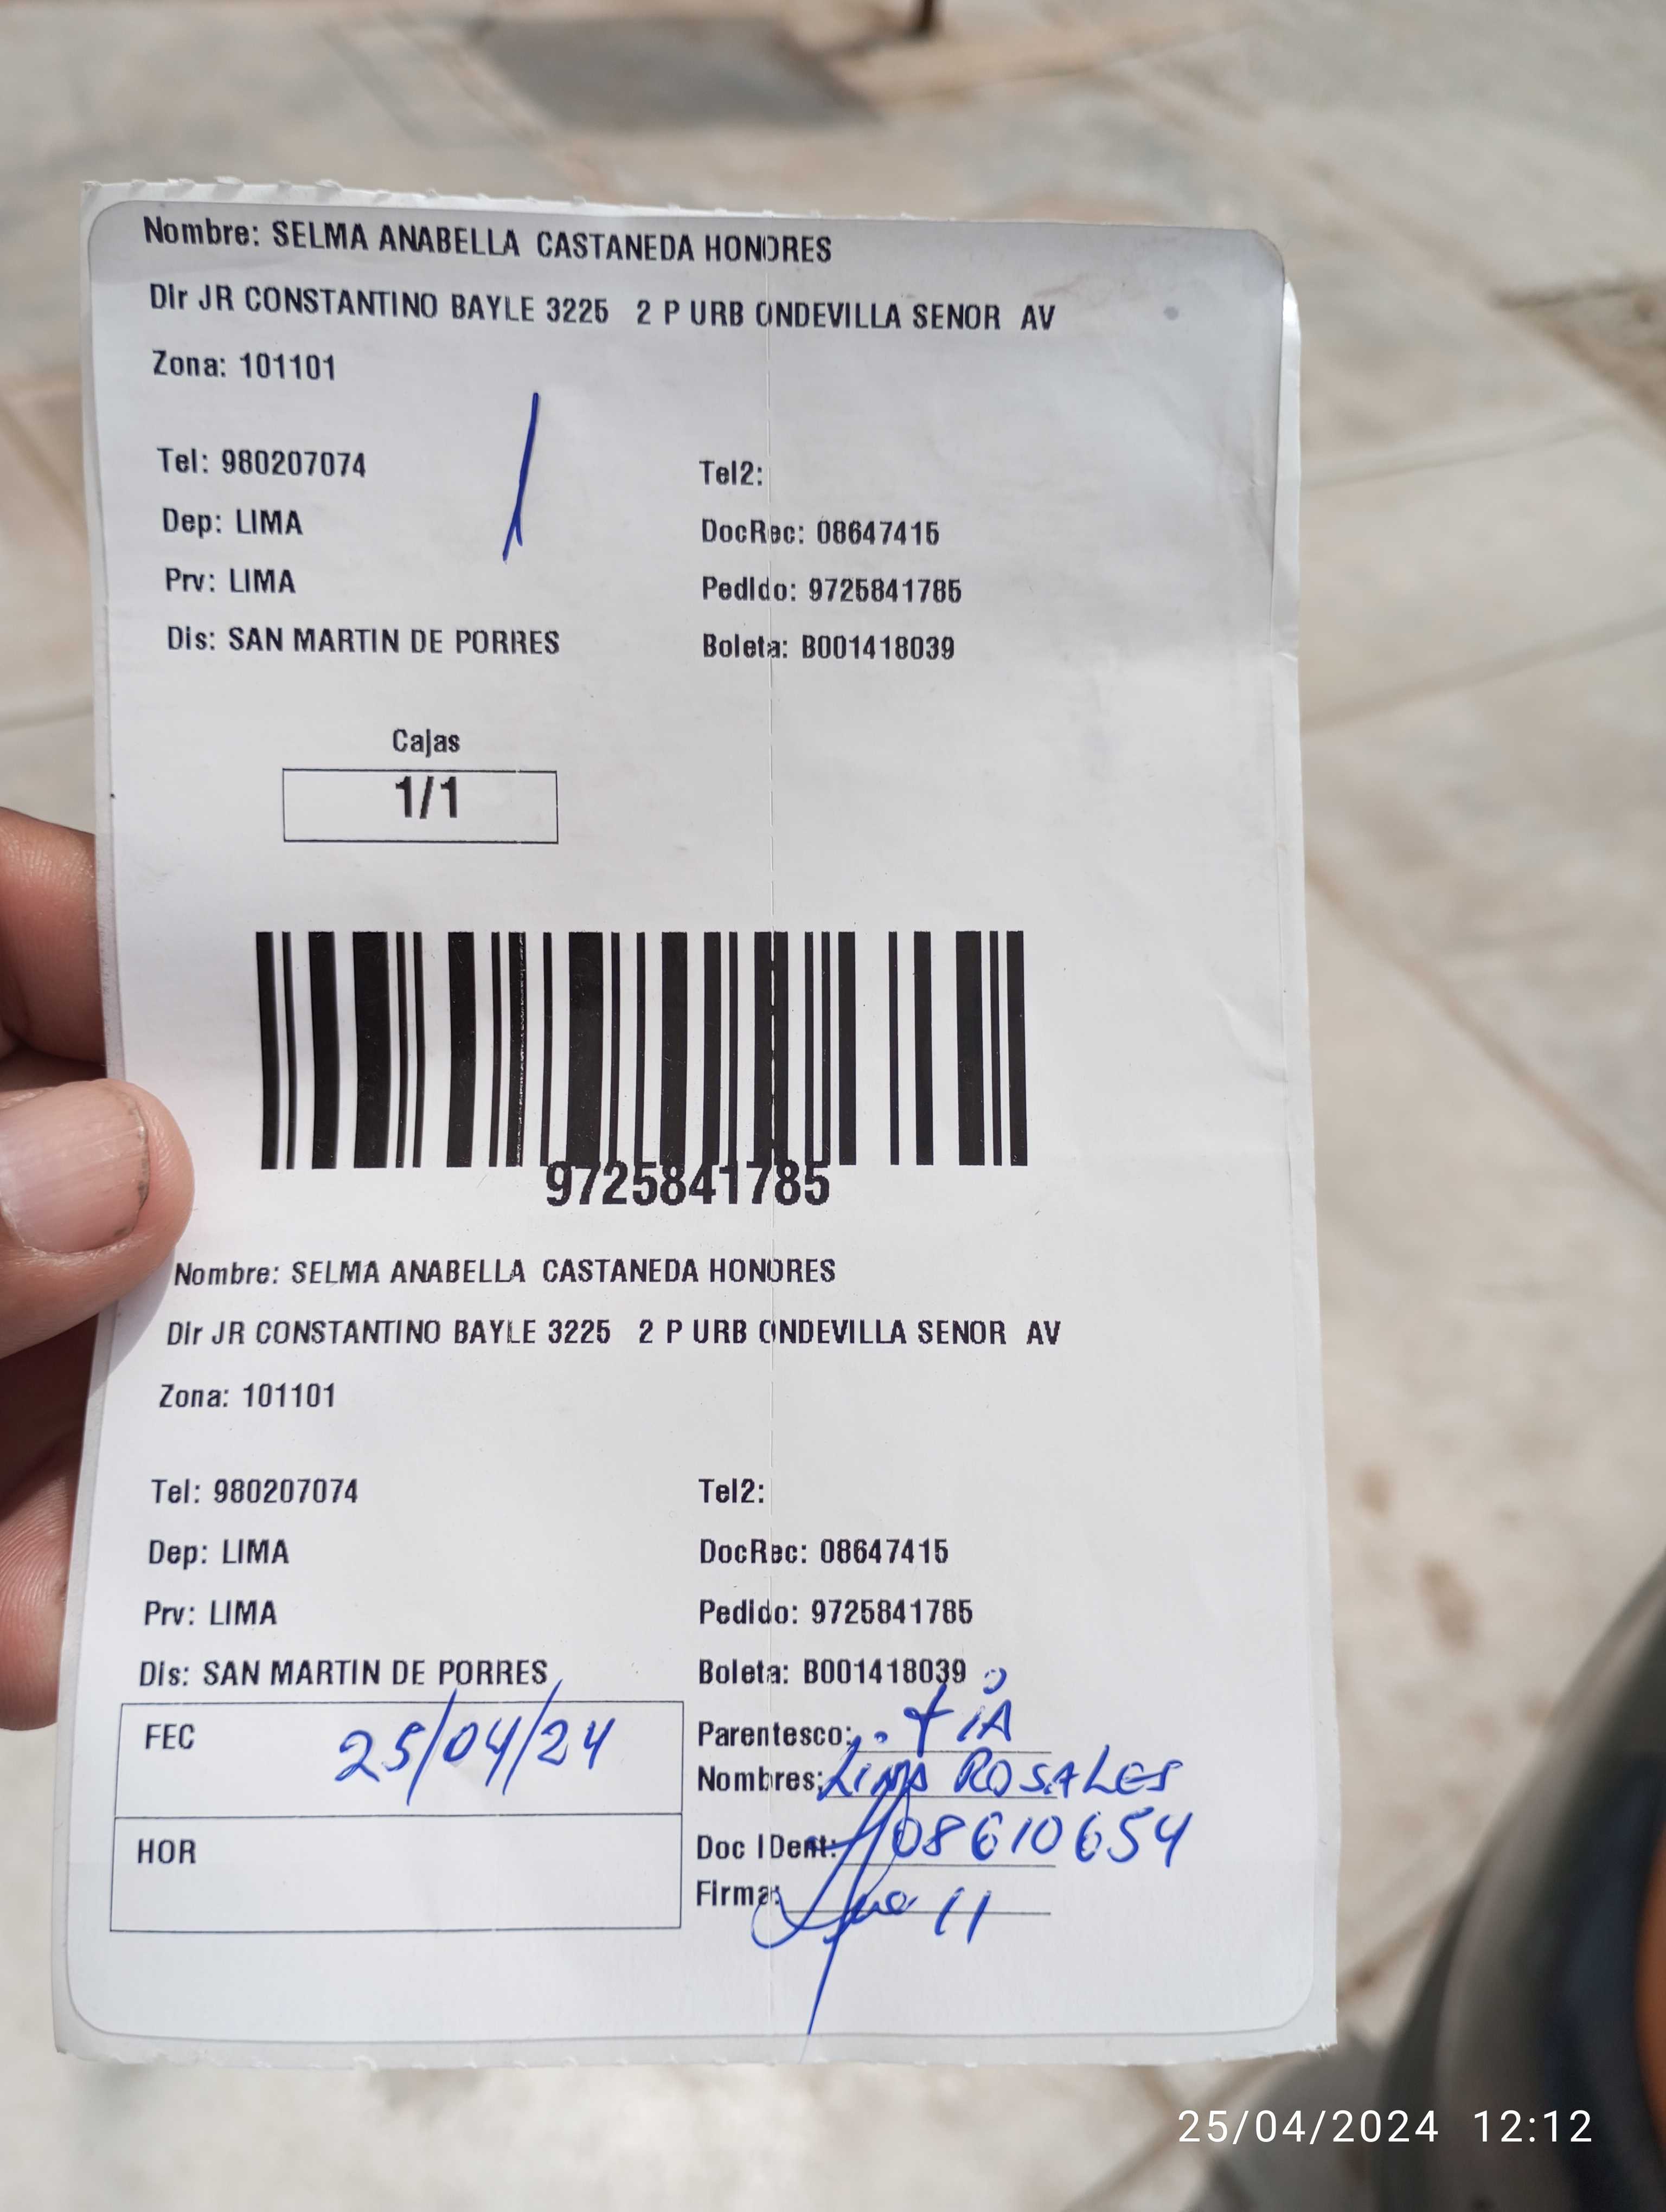 Nombre: SELMA ANABELLA CASTANEDA HONORES
Dir JR CONSTANTINO BAYLE 3225 2 P URB ONDEVILLA SENOR AV
Zona: 101101
Tel: 980207074 Tel2:
Dep: LIMA DocRec: 08647415
Prv: LIMA Pedido: 9725841785
Dis: SAN MARTIN DE PORRES Boleta: B001418039
Cajas
1/1
9725841785
Nombre: SELMA ANABELLA CASTANEDA HONORES
Dir JR CONSTANTINO BAYLE 3225 2 P URB ONDEVILLA SENOR AV
Zona: 101101
Tel: 980207074 Tel2:
Dep: LIMA DocRec: 08647415
Prv: LIMA Pedido: 9725841785
Dis: SAN MARTIN DE PORRES Boleta: B001418039
FEC 25/04/24 Parentesco: tiA
Nombres: ROSALES
HOR Doc IDent: 08610654
Firma:
25/04/2024 12:12